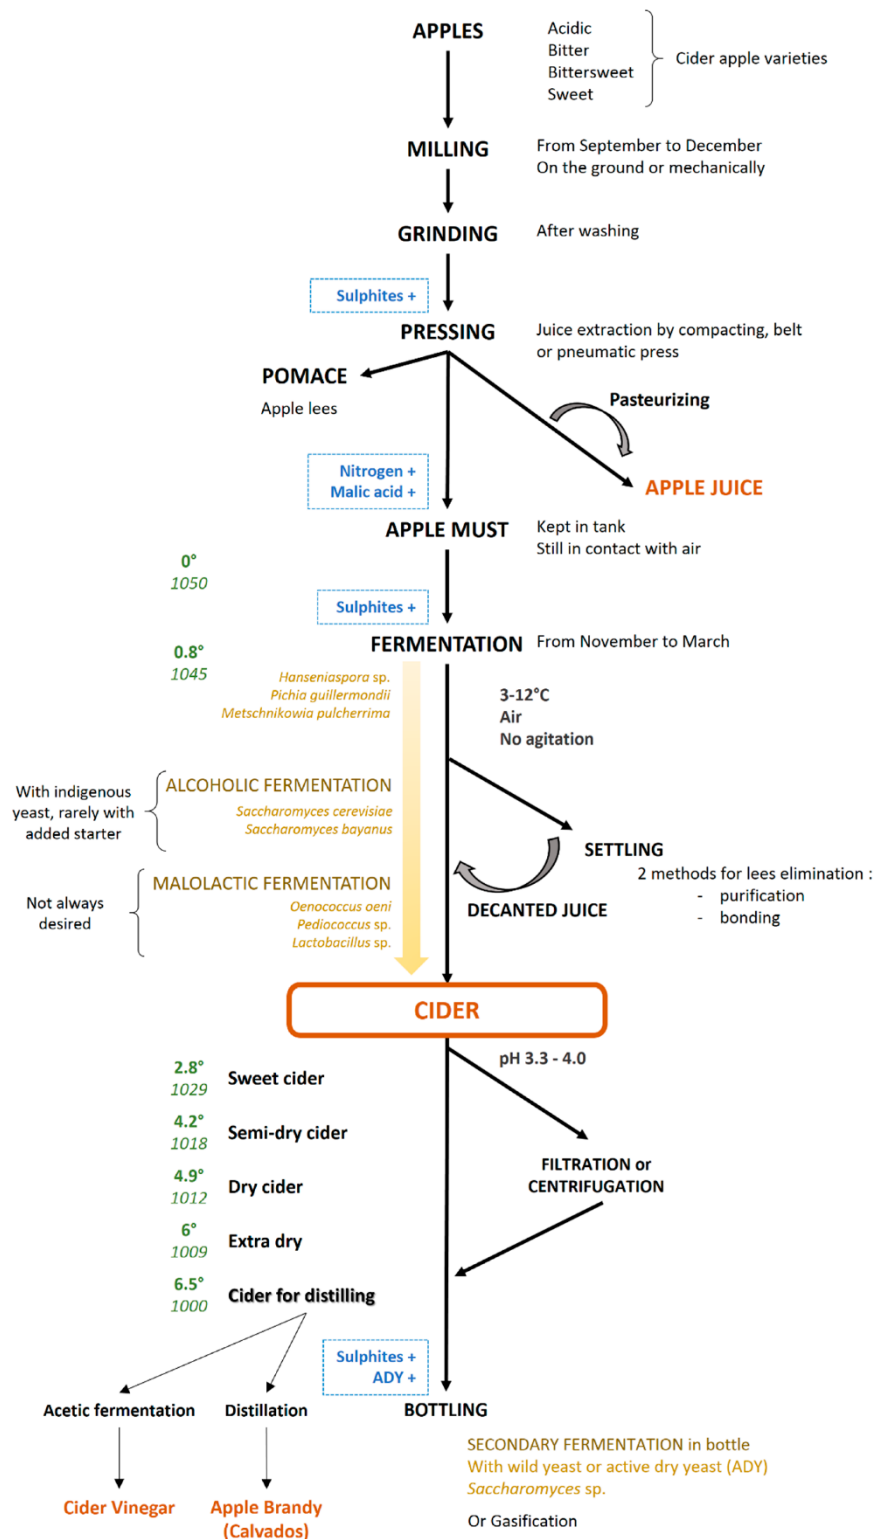 APPLES
Acidic
Bitter
Bittersweet
Sweet
Cider apple varieties
MILLING
From September to December
On the ground or mechanically
GRINDING
After washing
Sulphites +
PRESSING
Juice extraction by compacting, belt
or pneumatic press
POMACE
Apple lees
Pasteurizing
APPLE JUICE
Nitrogen +
Malic acid +
APPLE MUST
Kept in tank
Still in contact with air
0°
1050
Sulphites +
FERMENTATION
From November to March
0.8°
1045
Hanseniaspora sp.
Pichia guillermondii
Metschnikowia pulcherrima
3-12°C
Air
No agitation
With indigenous
yeast, rarely with
added starter
ALCOHOLIC FERMENTATION
Saccharomyces cerevisiae
Saccharomyces bayanus
SETTLING
2 methods for lees elimination :
- purification
- bonding
DECANTED JUICE
Not always
desired
MALOLACTIC FERMENTATION
Oenococcus oeni
Pediococcus sp.
Lactobacillus sp.
CIDER
pH 3.3 - 4.0
2.8°
1029
Sweet cider
4.2°
1018
Semi-dry cider
4.9°
1012
Dry cider
6°
1009
Extra dry
6.5°
1000
Cider for distilling
FILTRATION or
CENTRIFUGATION
Sulphites +
ADY +
Acetic fermentation
Distillation
BOTTLING
SECONDARY FERMENTATION in bottle
With wild yeast or active dry yeast (ADY)
Saccharomyces sp.
Or Gasification
Cider Vinegar
Apple Brandy
(Calvados)